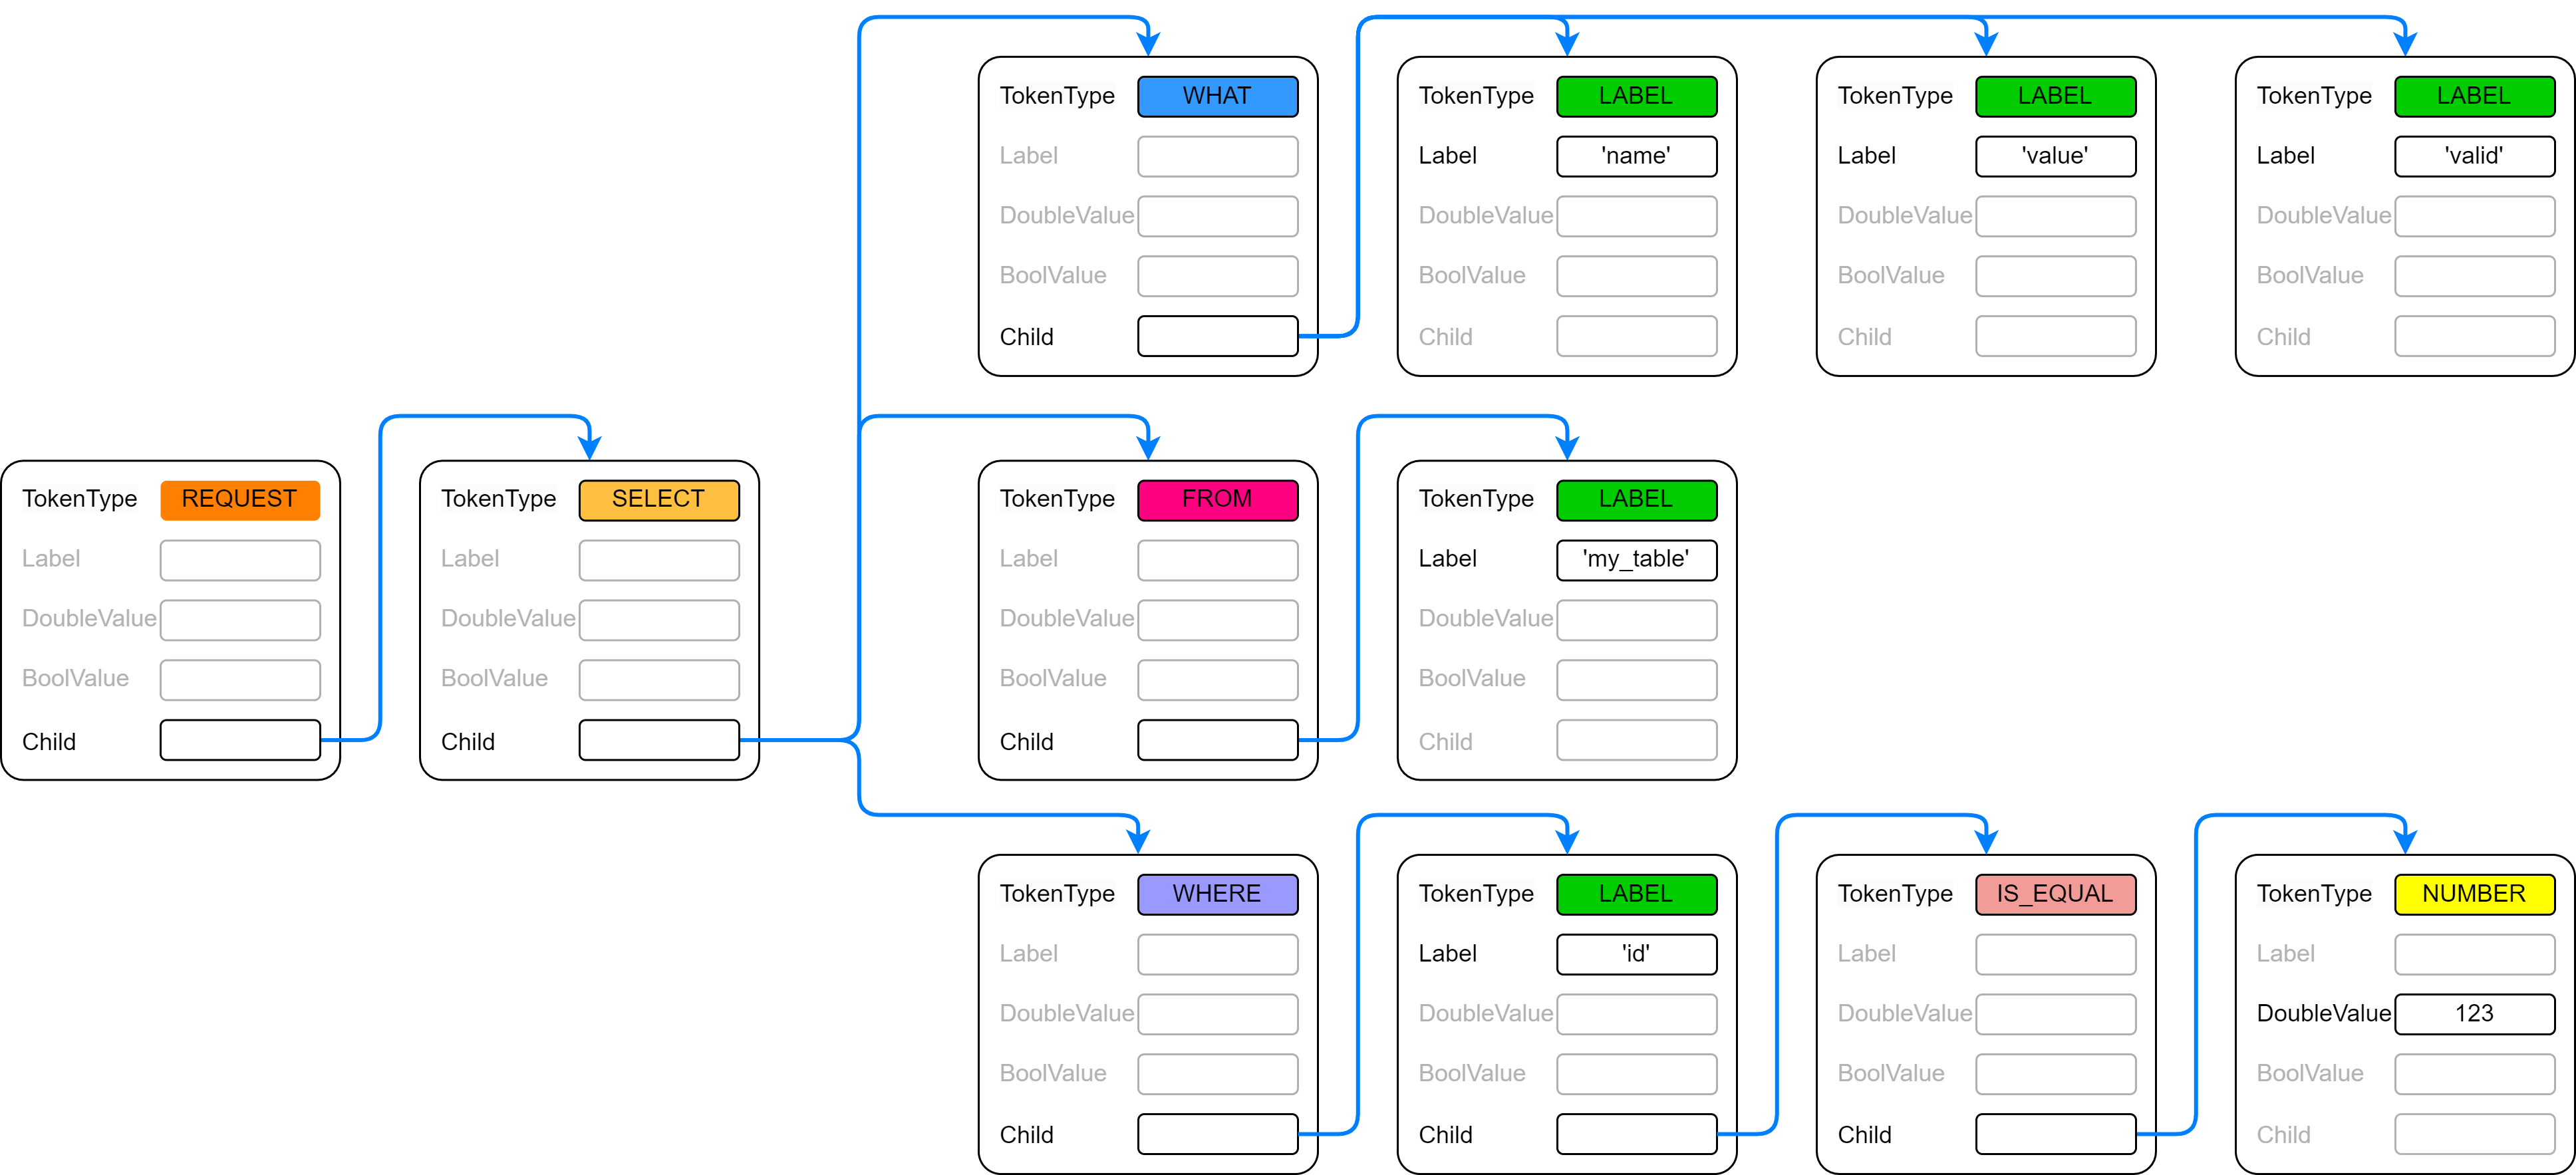 TokenType WHAT
Label
DoubleValue
BoolValue
Child
TokenType LABEL
Label 'name'
DoubleValue
BoolValue
Child
TokenType LABEL
Label 'value'
DoubleValue
BoolValue
Child
TokenType LABEL
Label 'valid'
DoubleValue
BoolValue
Child
TokenType REQUEST
Label
DoubleValue
BoolValue
Child
TokenType SELECT
Label
DoubleValue
BoolValue
Child
TokenType FROM
Label
DoubleValue
BoolValue
Child
TokenType LABEL
Label 'my_table'
DoubleValue
BoolValue
Child
TokenType WHERE
Label
DoubleValue
BoolValue
Child
TokenType LABEL
Label 'id'
DoubleValue
BoolValue
Child
TokenType IS_EQUAL
Label
DoubleValue
BoolValue
Child
TokenType NUMBER
Label
DoubleValue 123
BoolValue
Child